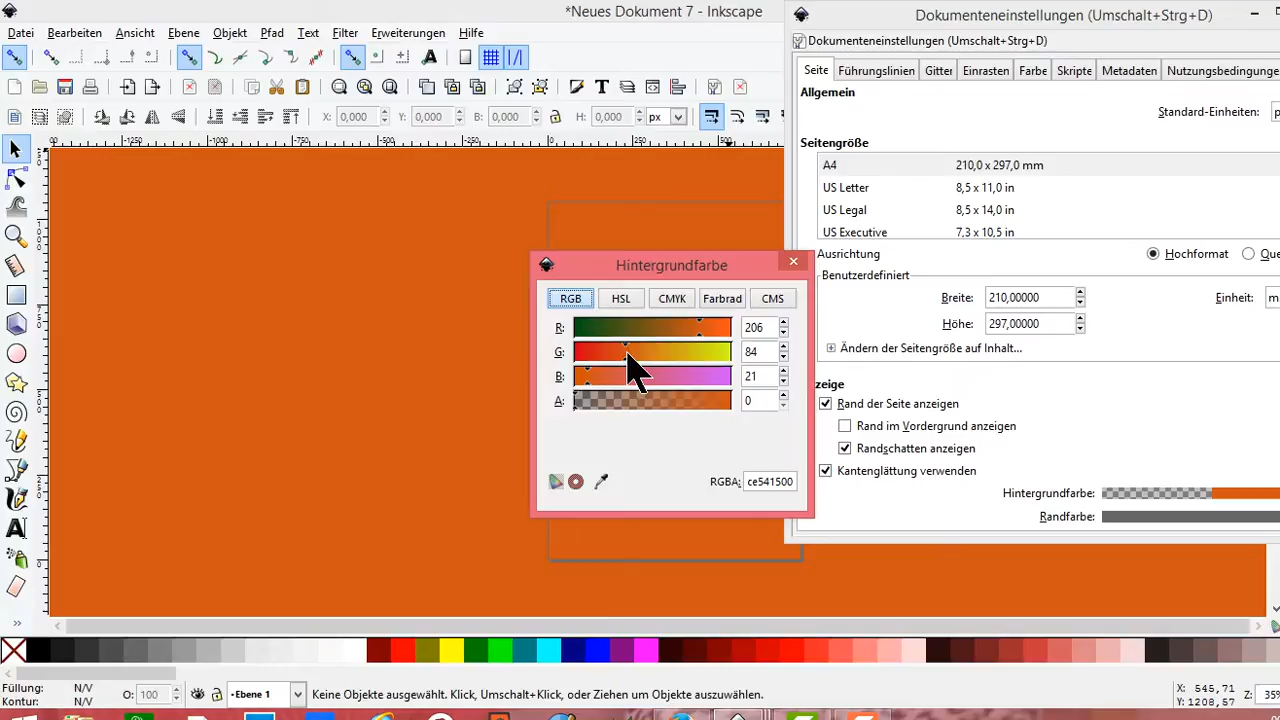 *Neues Dokument 7 - Inkscape
Datei Bearbeiten Ansicht Ebene Objekt Pfad Text Filter Erweiterungen Hilfe
X: 0,000 Y: 0,000 B: 0,000 H: 0,000 px
Dokumenteneinstellungen (Umschalt+Strg+D)
Dokumenteneinstellungen (Umschalt+Strg+D)
Seite Führungslinien Gitter Einrasten Farbe Skripte Metadaten Nutzungsbedingunge
Allgemein
Standard-Einheiten:
Seitengröße
A4 210,0 x 297,0 mm
US Letter 8,5 x 11,0 in
US Legal 8,5 x 14,0 in
US Executive 7,3 x 10,5 in
Ausrichtung Hochformat Que
Benutzerdefiniert
Breite: 210,00000 Einheit: m
Höhe: 297,00000
Ändern der Seitengröße auf Inhalt...
zeige
Rand der Seite anzeigen
Rand im Vordergrund anzeigen
Randschatten anzeigen
Kantenglättung verwenden
Hintergrundfarbe:
Randfarbe:
Hintergrundfarbe
RGB HSL CMYK Farbrad CMS
R: 206
G: 84
B: 21
A: 0
RGBA: ce541500
Füllung: N/V
Kontur: N/V
O: 100
•Ebene 1
Keine Objekte ausgewählt. Klick, Umschalt+Klick, oder Ziehen um Objekte auszuwählen.
X: 545,71
Y: 1208,57
Z: 35%